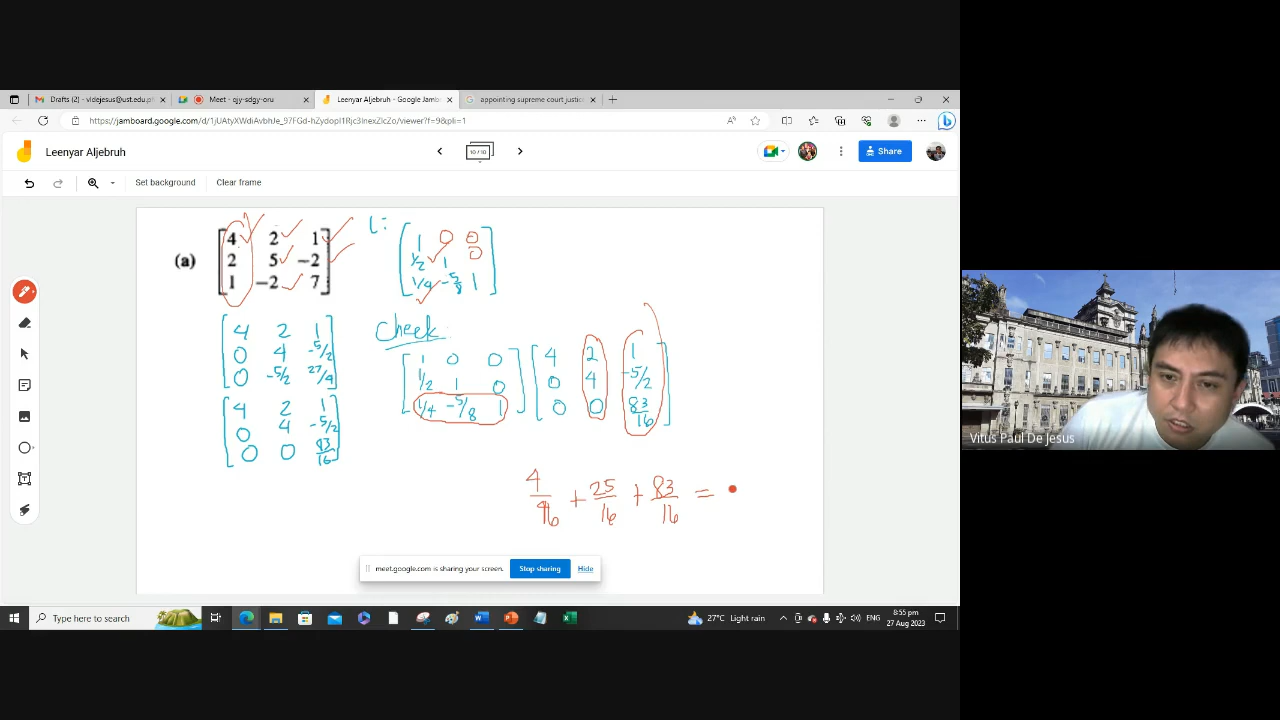 Drafts (2) - vldejesus@ust.edu.p
Meet - ojy-sdgy-oru
Leenyar Aljebruh - Google Jamb
appointing supreme court justic
Leenyar Aljebruh
10 / 10
Share
Set background
Clear frame
(a)
4 2 1
2 5 -2
1 -2 7
L:
1 0 0
1/2 1 0
1/4 -5/8 1
4 2 1
0 4 -5/2
0 -5/2 27/4
4 2 1
0 4 -5/2
0 0 83/16
Check:
1 0 0
1/2 1 0
1/4 -5/8 1
4 2 1
0 4 -5/2
0 0 83/16
+ 25/16 + 83/16 =
meet.google.com is sharing your screen.
Stop sharing
Hide
Vitus Paul De Jesus
Type here to search
27°C Light rain
ENG
8:55 pm
27 Aug 2023